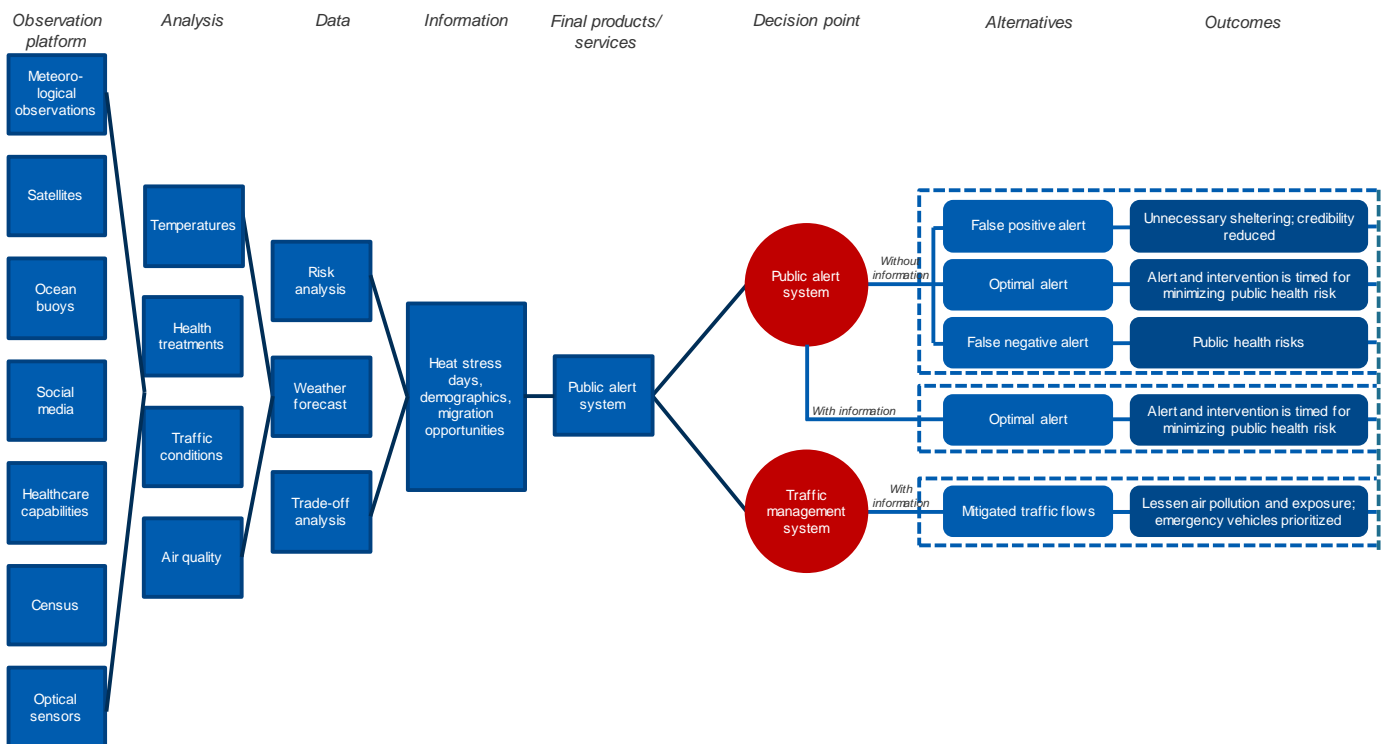 Observation
platform
Analysis
Data
Information
Final products/
services
Decision point
Alternatives
Outcomes
Meteoro-
logical
observations
Satellites
Ocean
buoys
Social
media
Healthcare
capabilities
Census
Optical
sensors
Temperatures
Health
treatments
Traffic
conditions
Air quality
Risk
analysis
Weather
forecast
Trade-off
analysis
Heat stress
days,
demographics,
migration
opportunities
Public alert
system
Public alert
system
Without
information
With information
Traffic
management
system
With
information
False positive alert
Unnecessary sheltering; credibility
reduced
Optimal alert
Alert and intervention is timed for
minimizing public health risk
False negative alert
Public health risks
Optimal alert
Alert and intervention is timed for
minimizing public health risk
Mitigated traffic flows
Lessen air pollution and exposure;
emergency vehicles prioritized